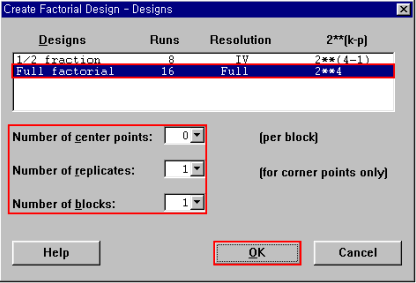 Create Factorial Design - Designs
Designs Runs Resolution 2**(k-p)
1/2 fraction 8 IV 2**(4-1)
Full factorial 16 Full 2**4
Number of center points: 0 (per block)
Number of replicates: 1 (for corner points only)
Number of blocks: 1
Help OK Cancel